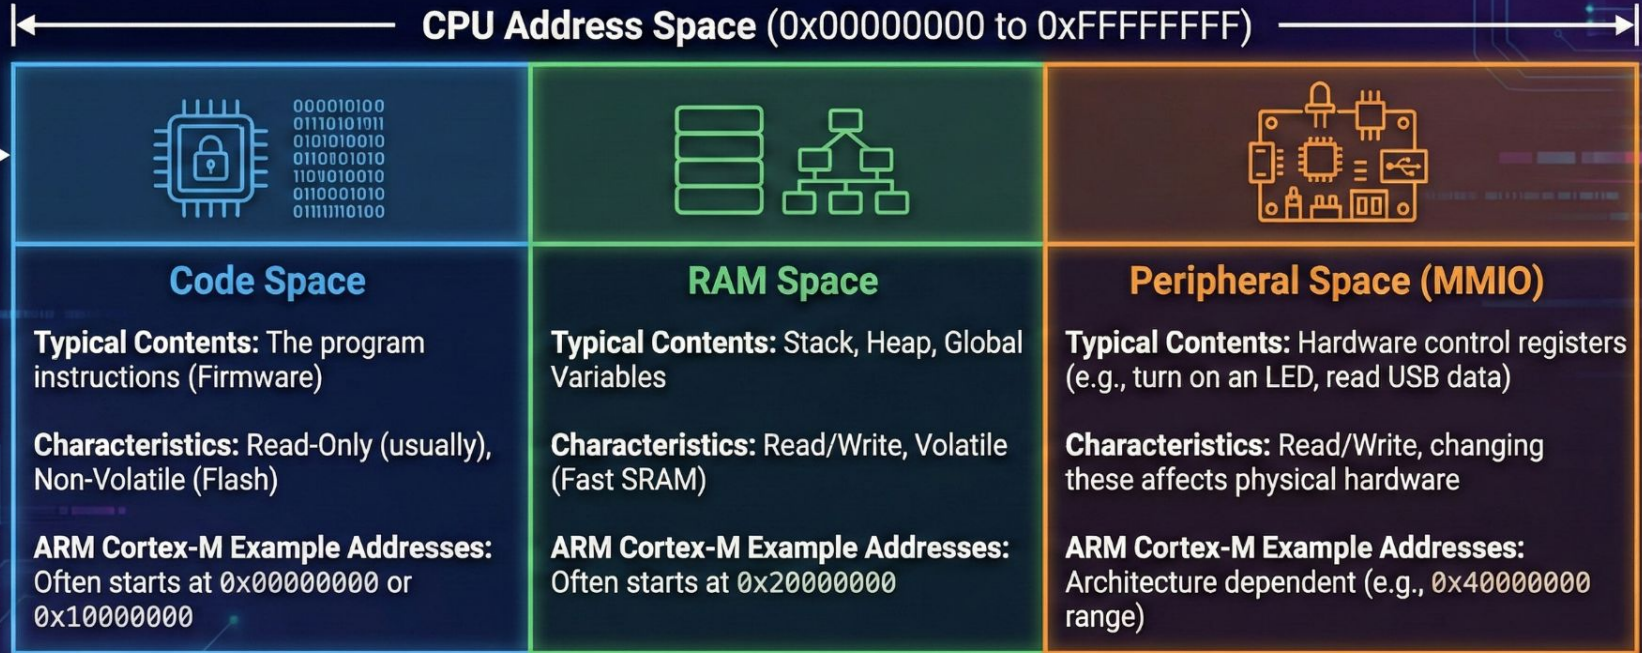 CPU Address Space (0x00000000 to 0xFFFFFFFF)
000010100
01110101011
0101010010
0110001010
1101010010
0110001010
01111110100
Code Space
Typical Contents: The program
instructions (Firmware)
Characteristics: Read-Only (usually),
Non-Volatile (Flash)
ARM Cortex-M Example Addresses:
Often starts at 0x00000000 or
0x10000000
RAM Space
Typical Contents: Stack, Heap, Global
Variables
Characteristics: Read/Write, Volatile
(Fast SRAM)
ARM Cortex-M Example Addresses:
Often starts at 0x20000000
Peripheral Space (MMIO)
Typical Contents: Hardware control registers
(e.g., turn on an LED, read USB data)
Characteristics: Read/Write, changing
these affects physical hardware
ARM Cortex-M Example Addresses:
Architecture dependent (e.g., 0x40000000
range)